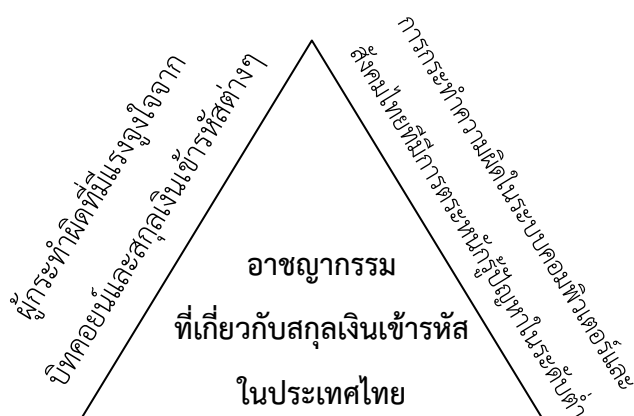 ผู้กระทำผิดที่มีแรงจูงใจจาก
บิทคอยน์และสกุลเงินเข้ารหัสต่างๆ
การกระทำความผิดในระบบคอมพิวเตอร์และ
สังคมไทยที่มีการตระหนักรู้ปัญหาในระดับต่ำ
อาชญากรรม
ที่เกี่ยวกับสกุลเงินเข้ารหัส
ในประเทศไทย